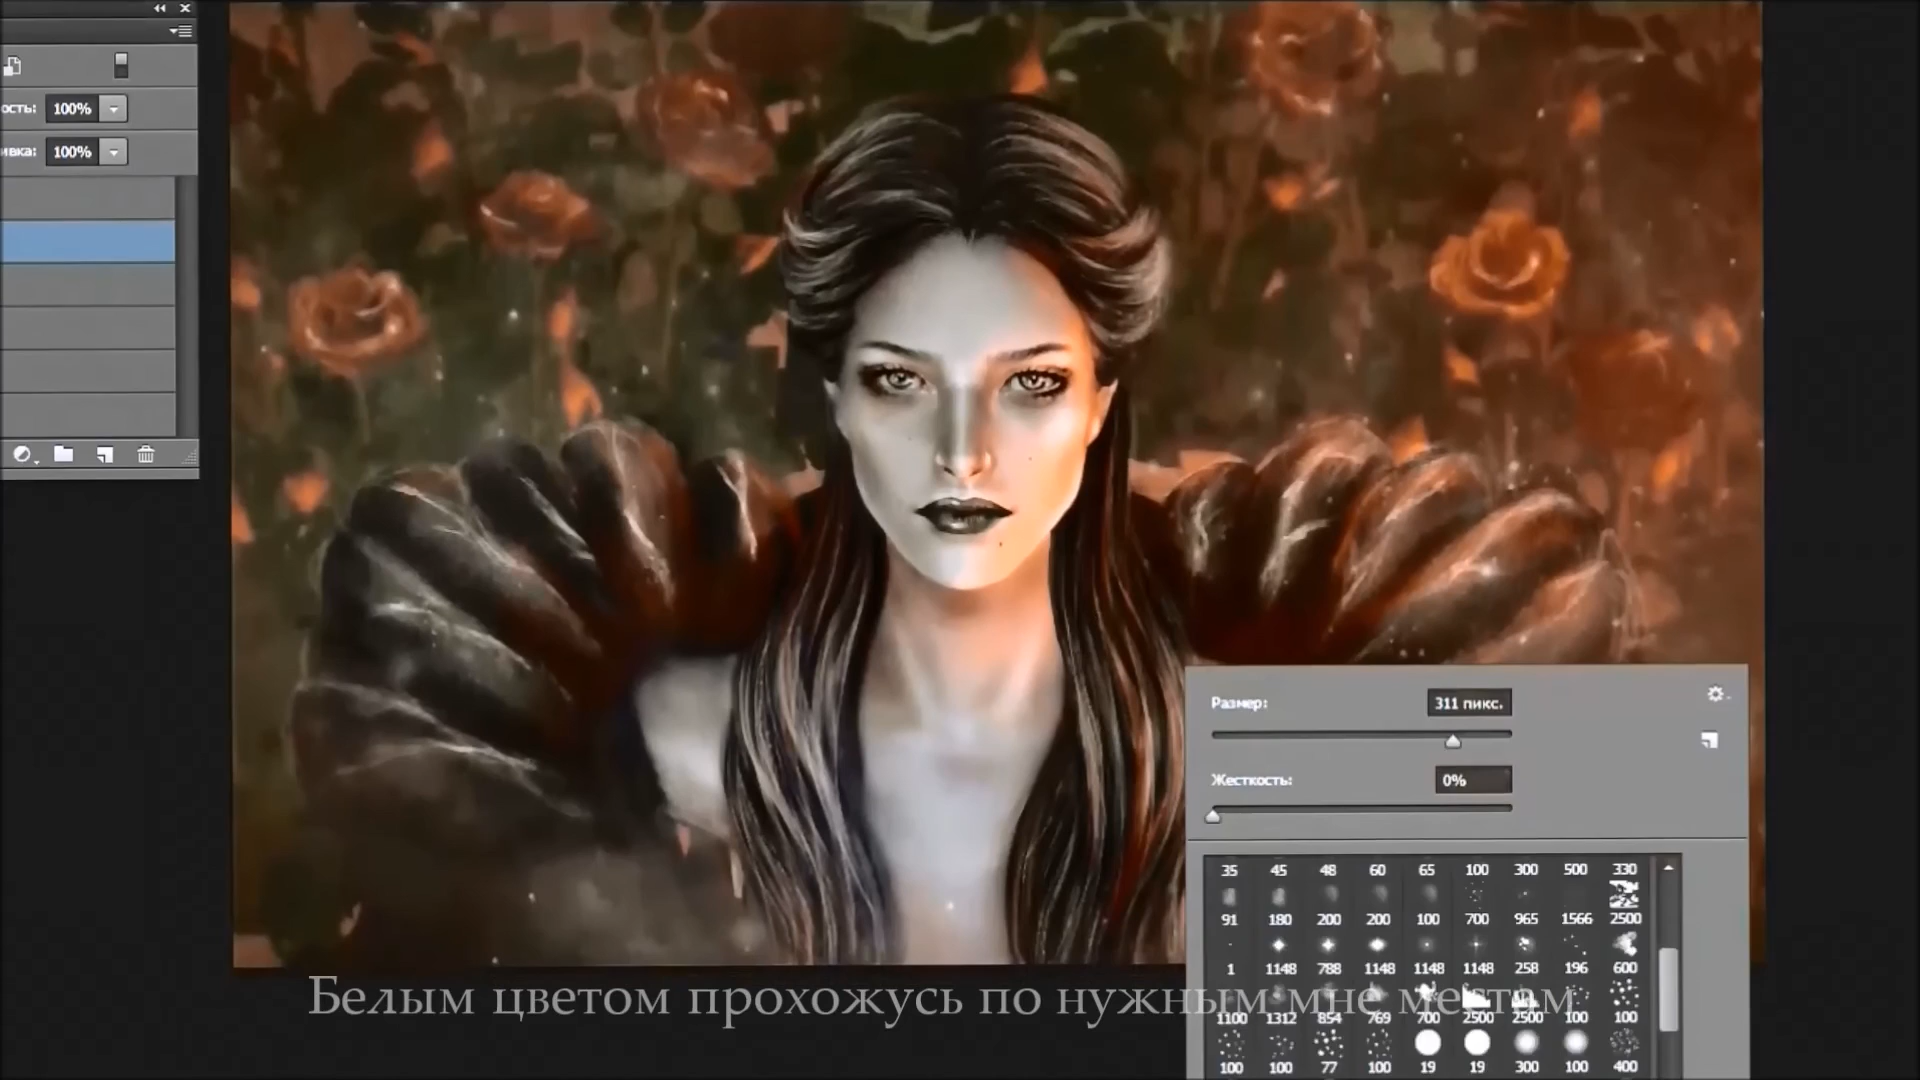 ость: 100%
ивка: 100%
Размер: 311 пикс.
Жесткость: 0%
35 45 48 60 65 100 300 500 330
91 180 200 200 100 700 965 1566 2500
1 1148 788 1148 1148 1148 258 196 600
Белым цветом прохожусь по нужным мне местам
1100 1312 854 769 700 2500 2500 100 100
100 100 77 100 19 19 300 100 400